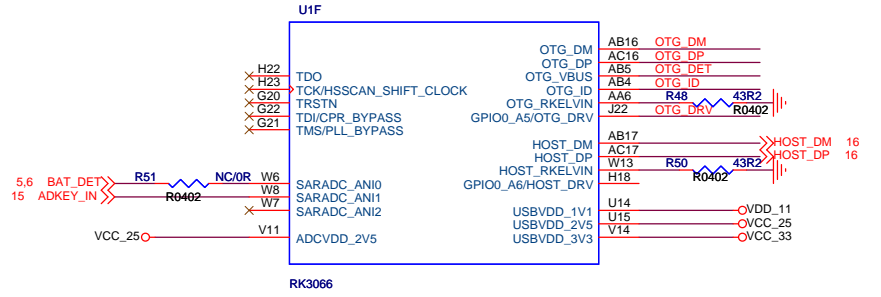 U1F
H22 TDO
H23 TCK/HSSCAN_SHIFT_CLOCK
G20 TRSTN
G22 TDI/CPR_BYPASS
G21 TMS/PLL_BYPASS
5,6 BAT_DET R51 NC/0R W6 SARADC_ANI0
R0402
15 ADKEY_IN W8 SARADC_ANI1
W7 SARADC_ANI2
VCC_25 V11 ADCVDD_2V5
OTG_DM AB16 OTG_DM
OTG_DP AC16 OTG_DP
OTG_VBUS AB5 OTG_DET
OTG_ID AB4 OTG_ID
OTG_RKELVIN AA6 R48 43R2
R0402
GPIO0_A5/OTG_DRV J22 OTG_DRV
HOST_DM AB17 HOST_DM 16
HOST_DP AC17 HOST_DP 16
HOST_RKELVIN W13 R50 43R2
R0402
GPIO0_A6/HOST_DRV H18
USBVDD_1V1 U14 VDD_11
USBVDD_2V5 U15 VCC_25
USBVDD_3V3 V14 VCC_33
RK3066